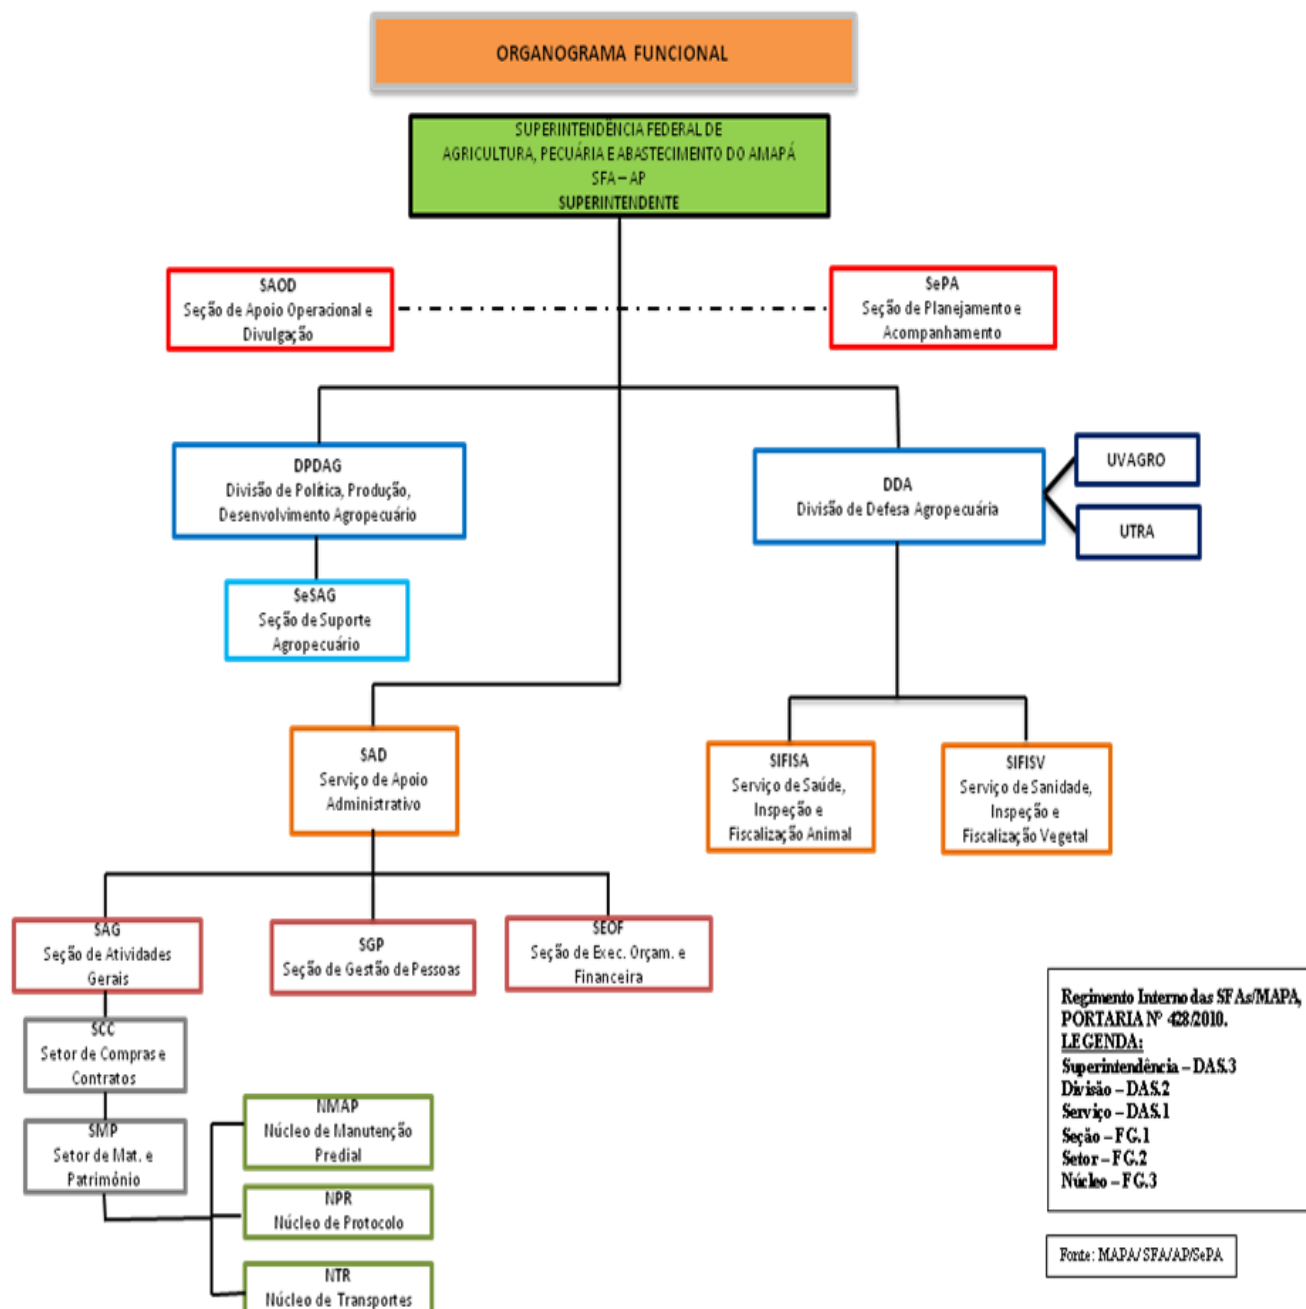 ORGANOGRAMA FUNCIONAL
SUPERINTENDÊNCIA FEDERAL DE
AGRICULTURA, PECUÁRIA E ABASTECIMENTO DO AMAPÁ
SFA – AP
SUPERINTENDENTE
SAOD
Seção de Apoio Operacional e
Divulgação
SePA
Seção de Planejamento e
Acompanhamento
DPDAG
Divisão de Política, Produção,
Desenvolvimento Agropecuário
DDA
Divisão de Defesa Agropecuária
UVAGRO
UTRA
SeSAG
Seção de Suporte
Agropecuário
SAD
Serviço de Apoio
Administrativo
SIFISA
Serviço de Saúde,
Inspeção e
Fiscalização Animal
SIFISV
Serviço de Sanidade,
Inspeção e
Fiscalização Vegetal
SAG
Seção de Atividades
Gerais
SGP
Seção de Gestão de Pessoas
SEOF
Seção de Exec. Orçam. e
Financeira
SCC
Setor de Compras e
Contratos
SMP
Setor de Mat. e
Patrimônio
NMAP
Núcleo de Manutenção
Predial
NPR
Núcleo de Protocolo
NTR
Núcleo de Transportes
Regimento Interno das SFAs/MAPA,
PORTARIA Nº 428/2010.
LEGENDA:
Superintendência – DAS.3
Divisão – DAS.2
Serviço – DAS.1
Seção – FG.1
Setor – FG.2
Núcleo – FG.3
Fonte: MAPA/SFA/AP/SePA